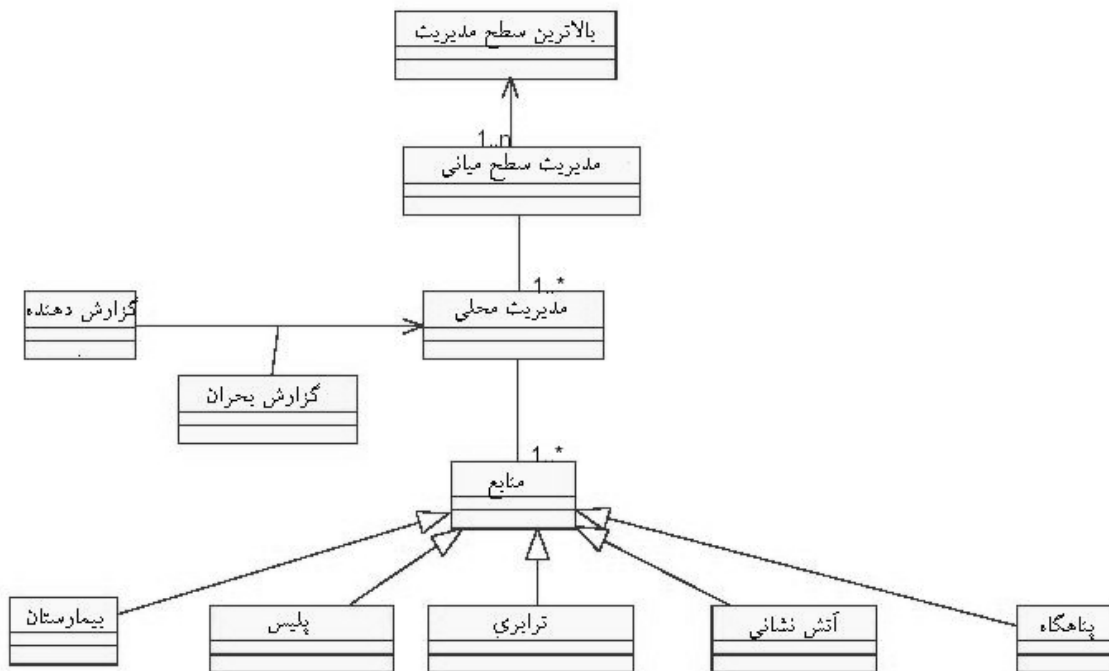 بالاترین سطح مدیریت
1..n
مدیریت سطح میانی
1..*
گزارش دهنده
مدیریت محلی
گزارش بحران
1..*
منابع
بیمارستان
پلیس
ترابري
آتش نشانی
پناهگاه